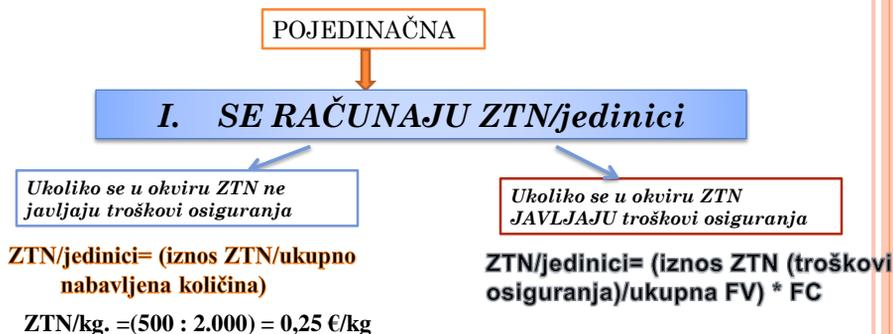 POJEDINAČNA
I. SE RAČUNAJU ZTN/jedinici
Ukoliko se u okviru ZTN ne
javljaju troškovi osiguranja
ZTN/jedinici= (iznos ZTN/ukupno
nabavljena količina)
ZTN/kg. =(500 : 2.000) = 0,25 €/kg
Ukoliko se u okviru ZTN
JAVLJAJU troškovi osiguranja
ZTN/jedinici= (iznos ZTN (troškovi
osiguranja)/ukupna FV) * FC